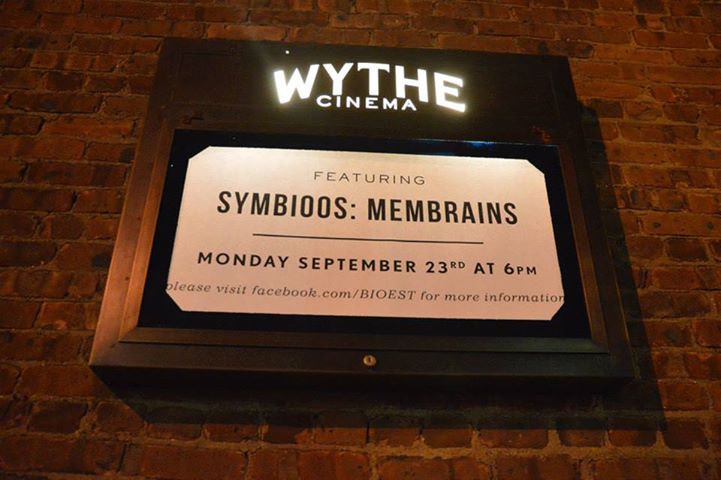 WYTHE
CINEMA
FEATURING
SYMBIOOS: MEMBRAINS
MONDAY SEPTEMBER 23RD AT 6PM
please visit facebook.com/BIOEST for more information